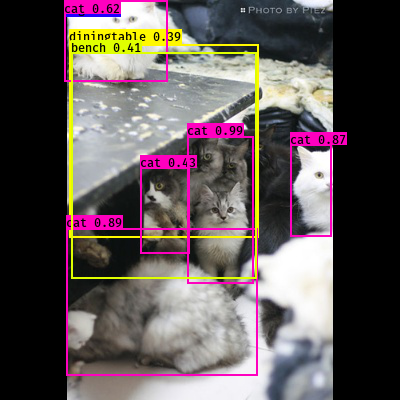 cat 0.62
PHOTO BY PIEZ
diningtable 0.39
bench 0.41
cat 0.99
cat 0.87
cat 0.43
cat 0.89